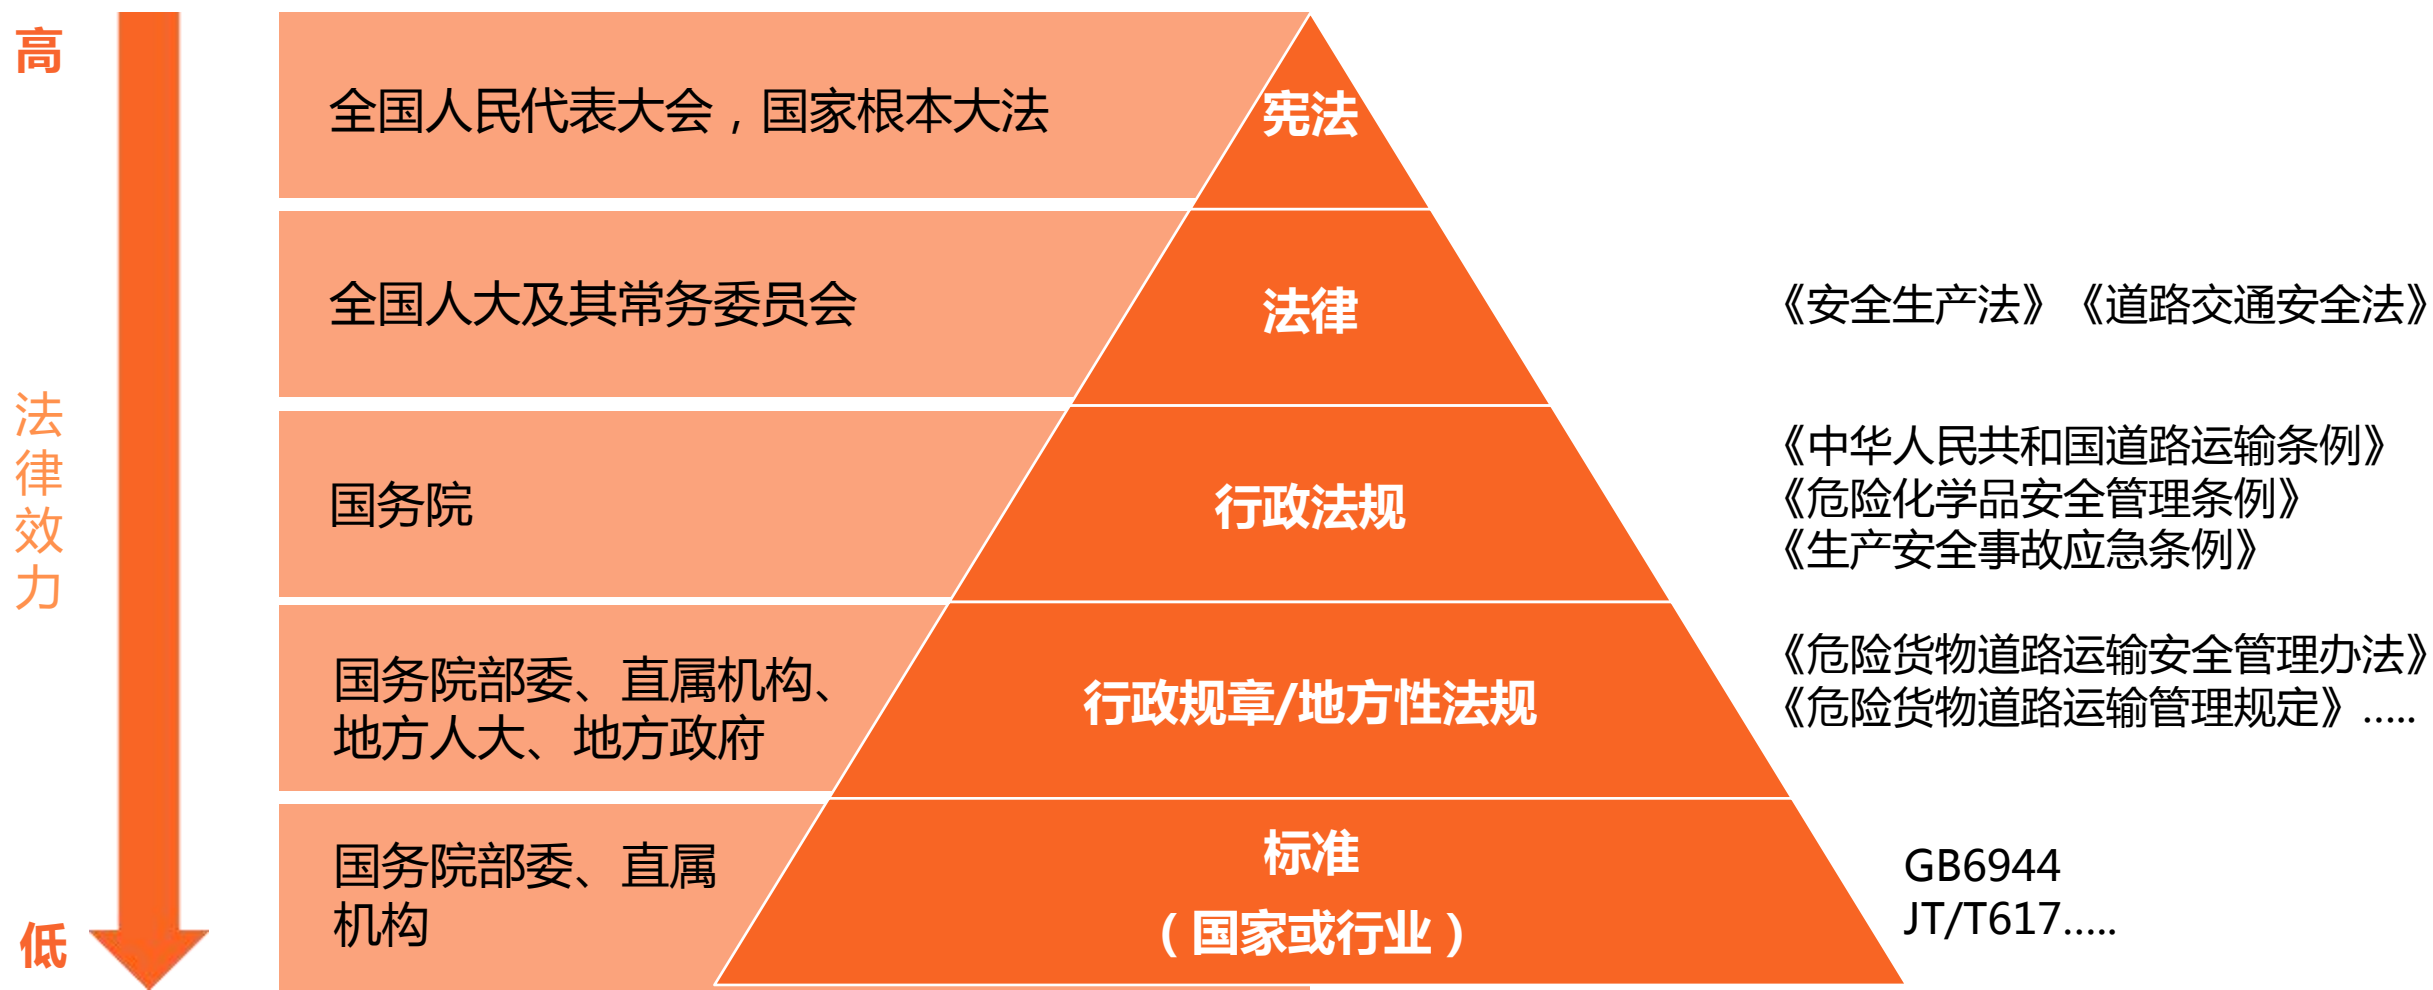 高
法
律
效
力
低
全国人民代表大会，国家根本大法
宪法
全国人大及其常务委员会
法律
《安全生产法》《道路交通安全法》
国务院
行政法规
《中华人民共和国道路运输条例》
《危险化学品安全管理条例》
《生产安全事故应急条例》
国务院部委、直属机构、
地方人大、地方政府
行政规章/地方性法规
《危险货物道路运输安全管理办法》
《危险货物道路运输管理规定》…..
国务院部委、直属
机构
标准
（国家或行业）
GB6944
JT/T617…..